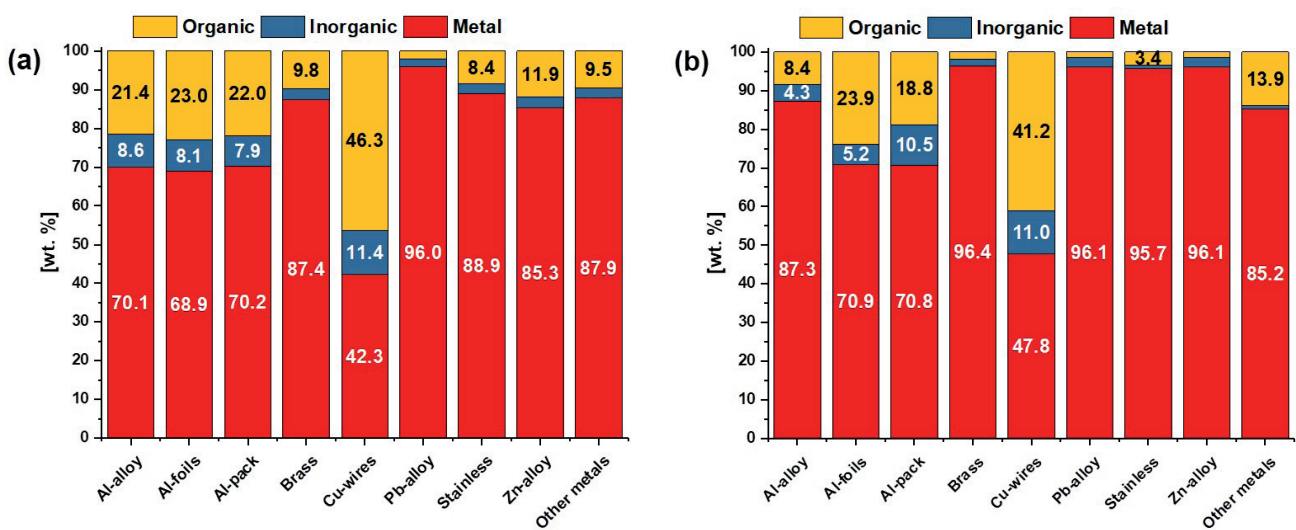 Organic Inorganic Metal
(a)
[wt. %]
100
90
80
70
60
50
40
30
20
10
0
21.4 23.0 22.0 9.8 46.3 8.4 11.9 9.5
8.6 8.1 7.9 11.4
70.1 68.9 70.2 87.4 42.3 96.0 88.9 85.3 87.9
Al-alloy Al-foils Al-pack Brass Cu-wires Pb-alloy Stainless Zn-alloy Other metals
Organic Inorganic Metal
(b)
[wt. %]
100
90
80
70
60
50
40
30
20
10
0
8.4 23.9 18.8 41.2 3.4 13.9
4.3 5.2 10.5 11.0
87.3 70.9 70.8 96.4 47.8 96.1 95.7 96.1 85.2
Al-alloy Al-foils Al-pack Brass Cu-wires Pb-alloy Stainless Zn-alloy Other metals